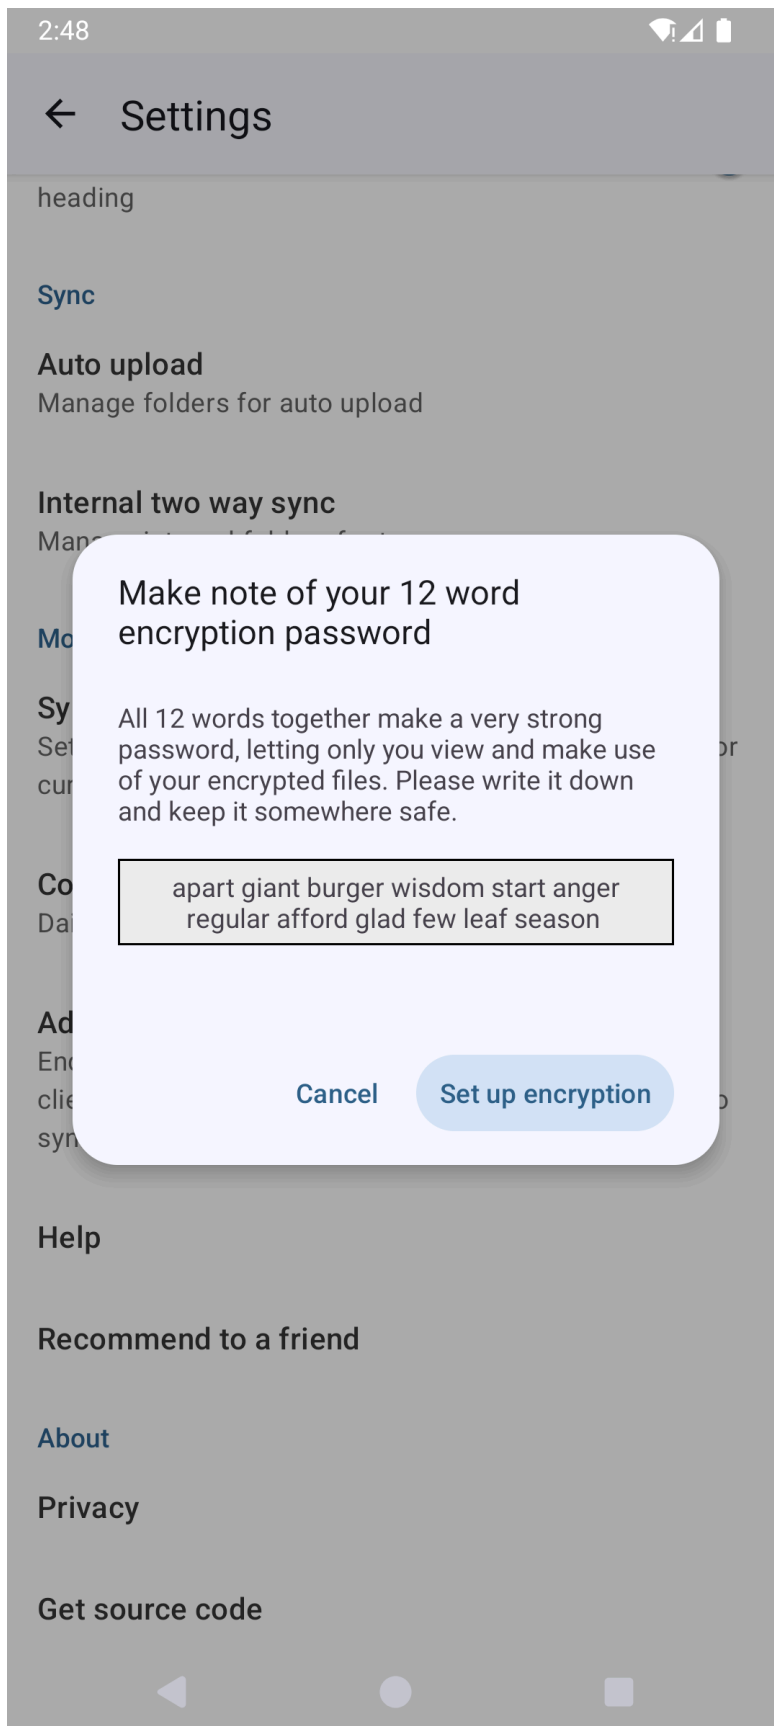 2:48
Settings
heading
Sync
Auto upload
Manage folders for auto upload
Internal two way sync
Make note of your 12 word
encryption password
All 12 words together make a very strong
password, letting only you view and make use
of your encrypted files. Please write it down
and keep it somewhere safe.
apart giant burger wisdom start anger
regular afford glad few leaf season
Cancel
Set up encryption
Help
Recommend to a friend
About
Privacy
Get source code